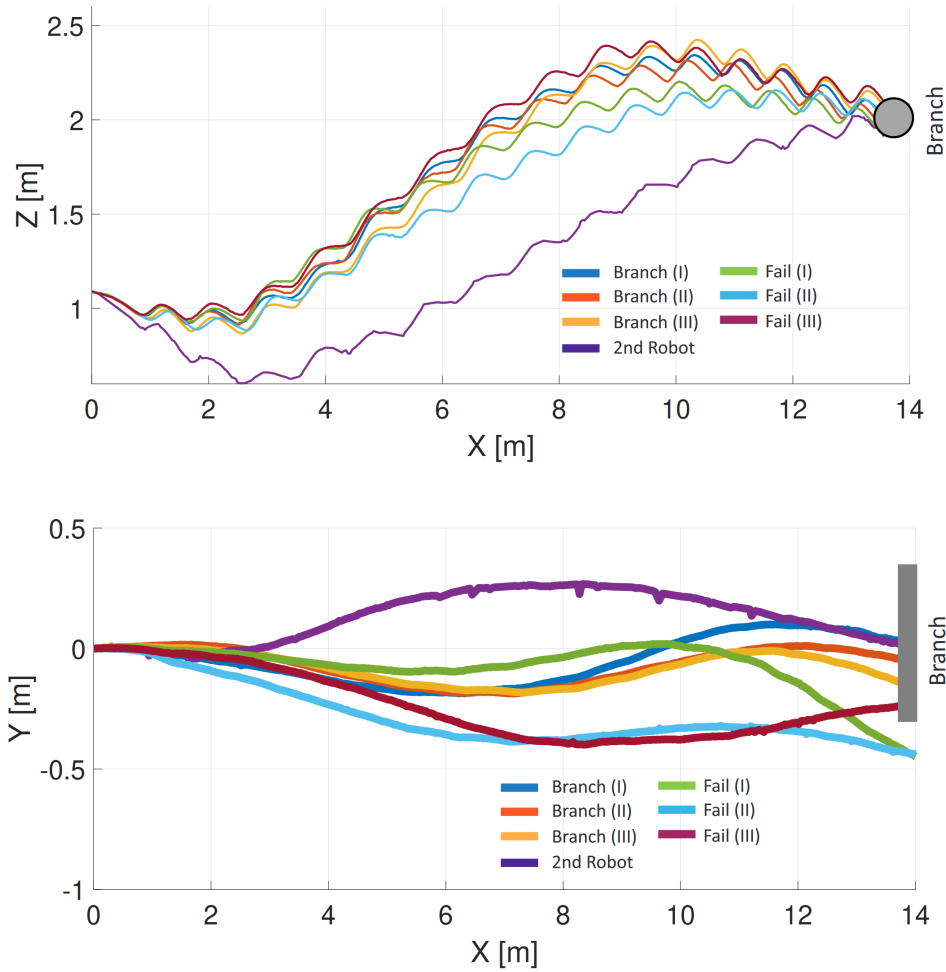 2.5
2
1.5
1
Z [m]
0 2 4 6 8 10 12 14
X [m]
Branch
Branch (I) Fail (I)
Branch (II) Fail (II)
Branch (III) Fail (III)
2nd Robot
0.5
0
-0.5
-1
Y [m]
0 2 4 6 8 10 12 14
X [m]
Branch
Branch (I) Fail (I)
Branch (II) Fail (II)
Branch (III) Fail (III)
2nd Robot